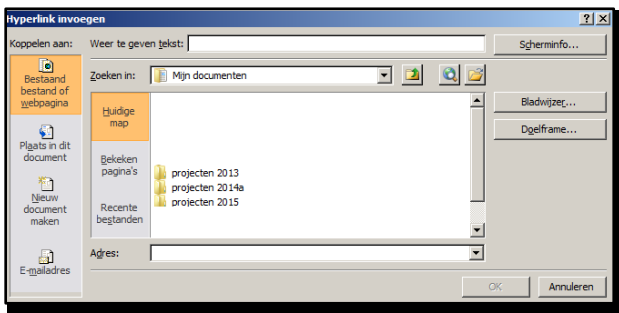 Hyperlink invoegen
Koppelen aan:
Weer te geven tekst:
Scherminfo...
Bestaand
bestand of
webpagina
Zoeken in:
Mijn documenten
Huidige
map
Bladwijzer...
Doelframe...
Plaats in dit
document
Bekeken
pagina's
projecten 2013
projecten 2014a
projecten 2015
Nieuw
document
maken
Recente
bestanden
Adres:
E-mailadres
OK
Annuleren